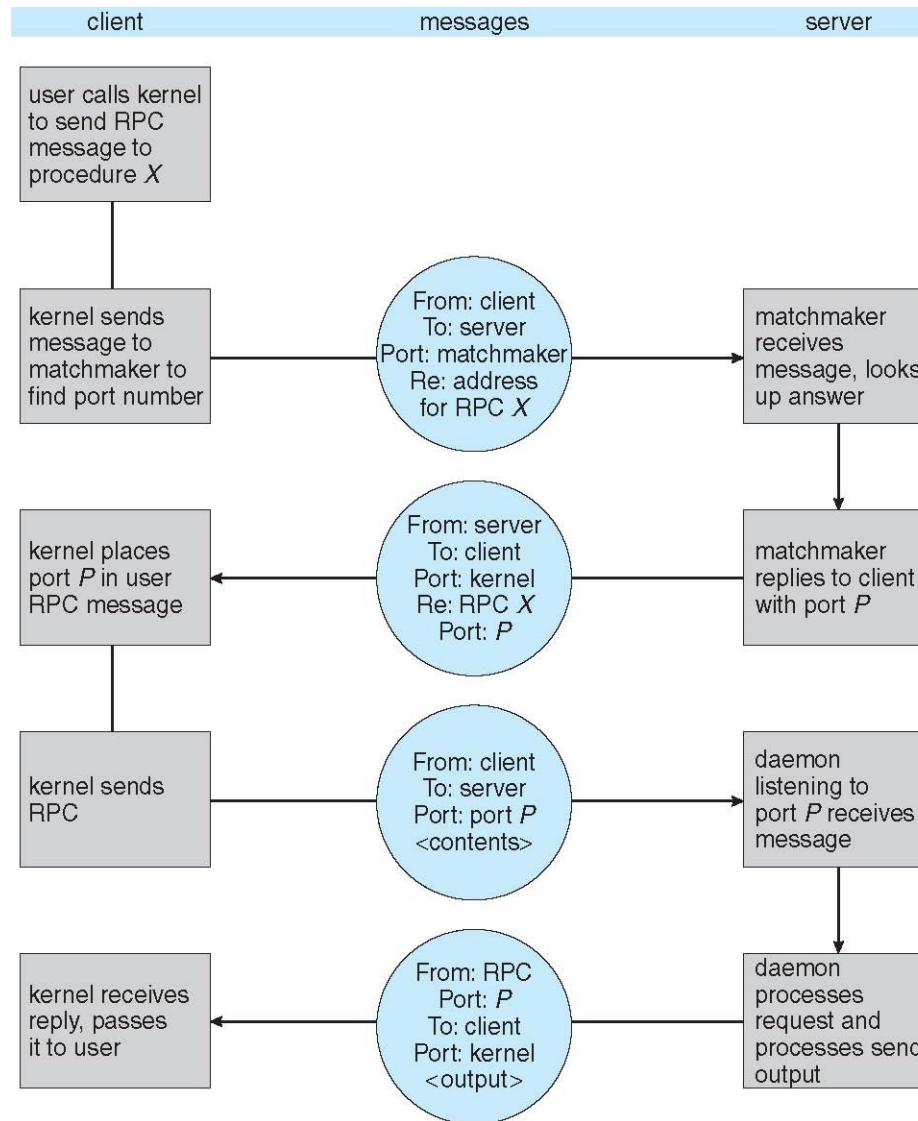 client messages server
user calls kernel
to send RPC
message to
procedure X
kernel sends
message to
matchmaker to
find port number
From: client
To: server
Port: matchmaker
Re: address
for RPC X
matchmaker
receives
message, looks
up answer
kernel places
port P in user
RPC message
From: server
To: client
Port: kernel
Re: RPC X
Port: P
matchmaker
replies to client
with port P
kernel sends
RPC
From: client
To: server
Port: port P
<contents>
daemon
listening to
port P receives
message
kernel receives
reply, passes
it to user
From: RPC
Port: P
To: client
Port: kernel
<output>
daemon
processes
request and
processes send
output